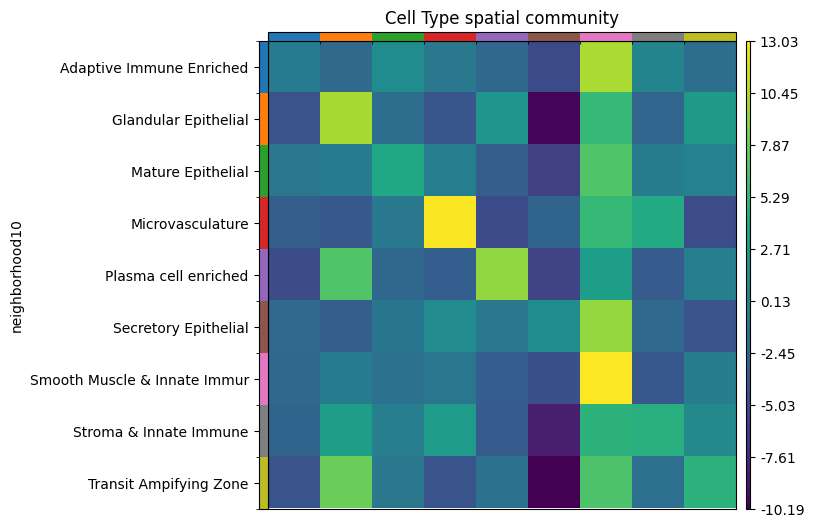 Cell Type spatial community
neighborhood10
Adaptive Immune Enriched
Glandular Epithelial
Mature Epithelial
Microvasculature
Plasma cell enriched
Secretory Epithelial
Smooth Muscle & Innate Immur
Stroma & Innate Immune
Transit Ampifying Zone
13.03
10.45
7.87
5.29
2.71
0.13
-2.45
-5.03
-7.61
-10.19